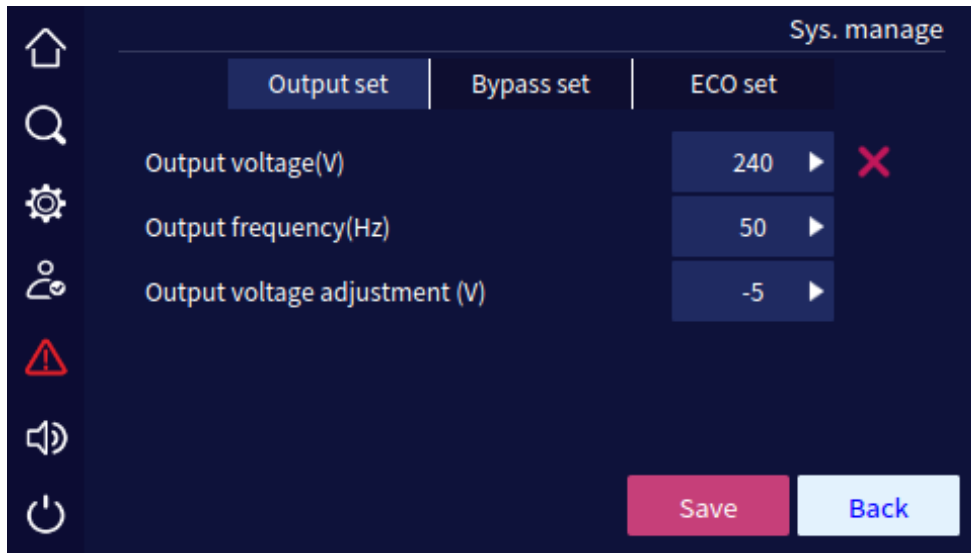 Sys. manage
Output set Bypass set ECO set
Output voltage(V) 240
Output frequency(Hz) 50
Output voltage adjustment (V) -5
Save Back